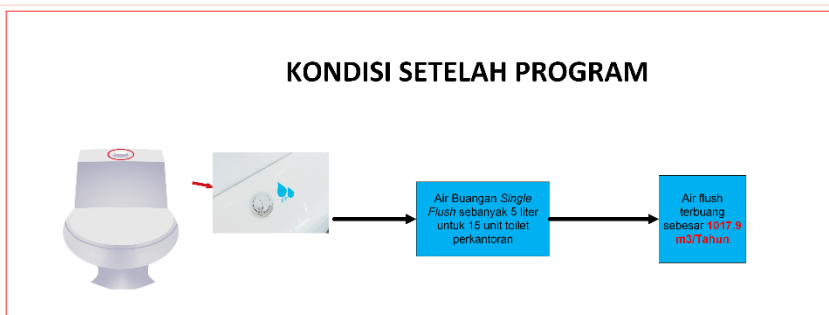 KONDISI SETELAH PROGRAM
Air Buangan Single
Flush sebanyak 5 liter
untuk 15 unit toilet
perkantoran
Air flush
terbuang
sebesar 1017,9
m3/Tahun